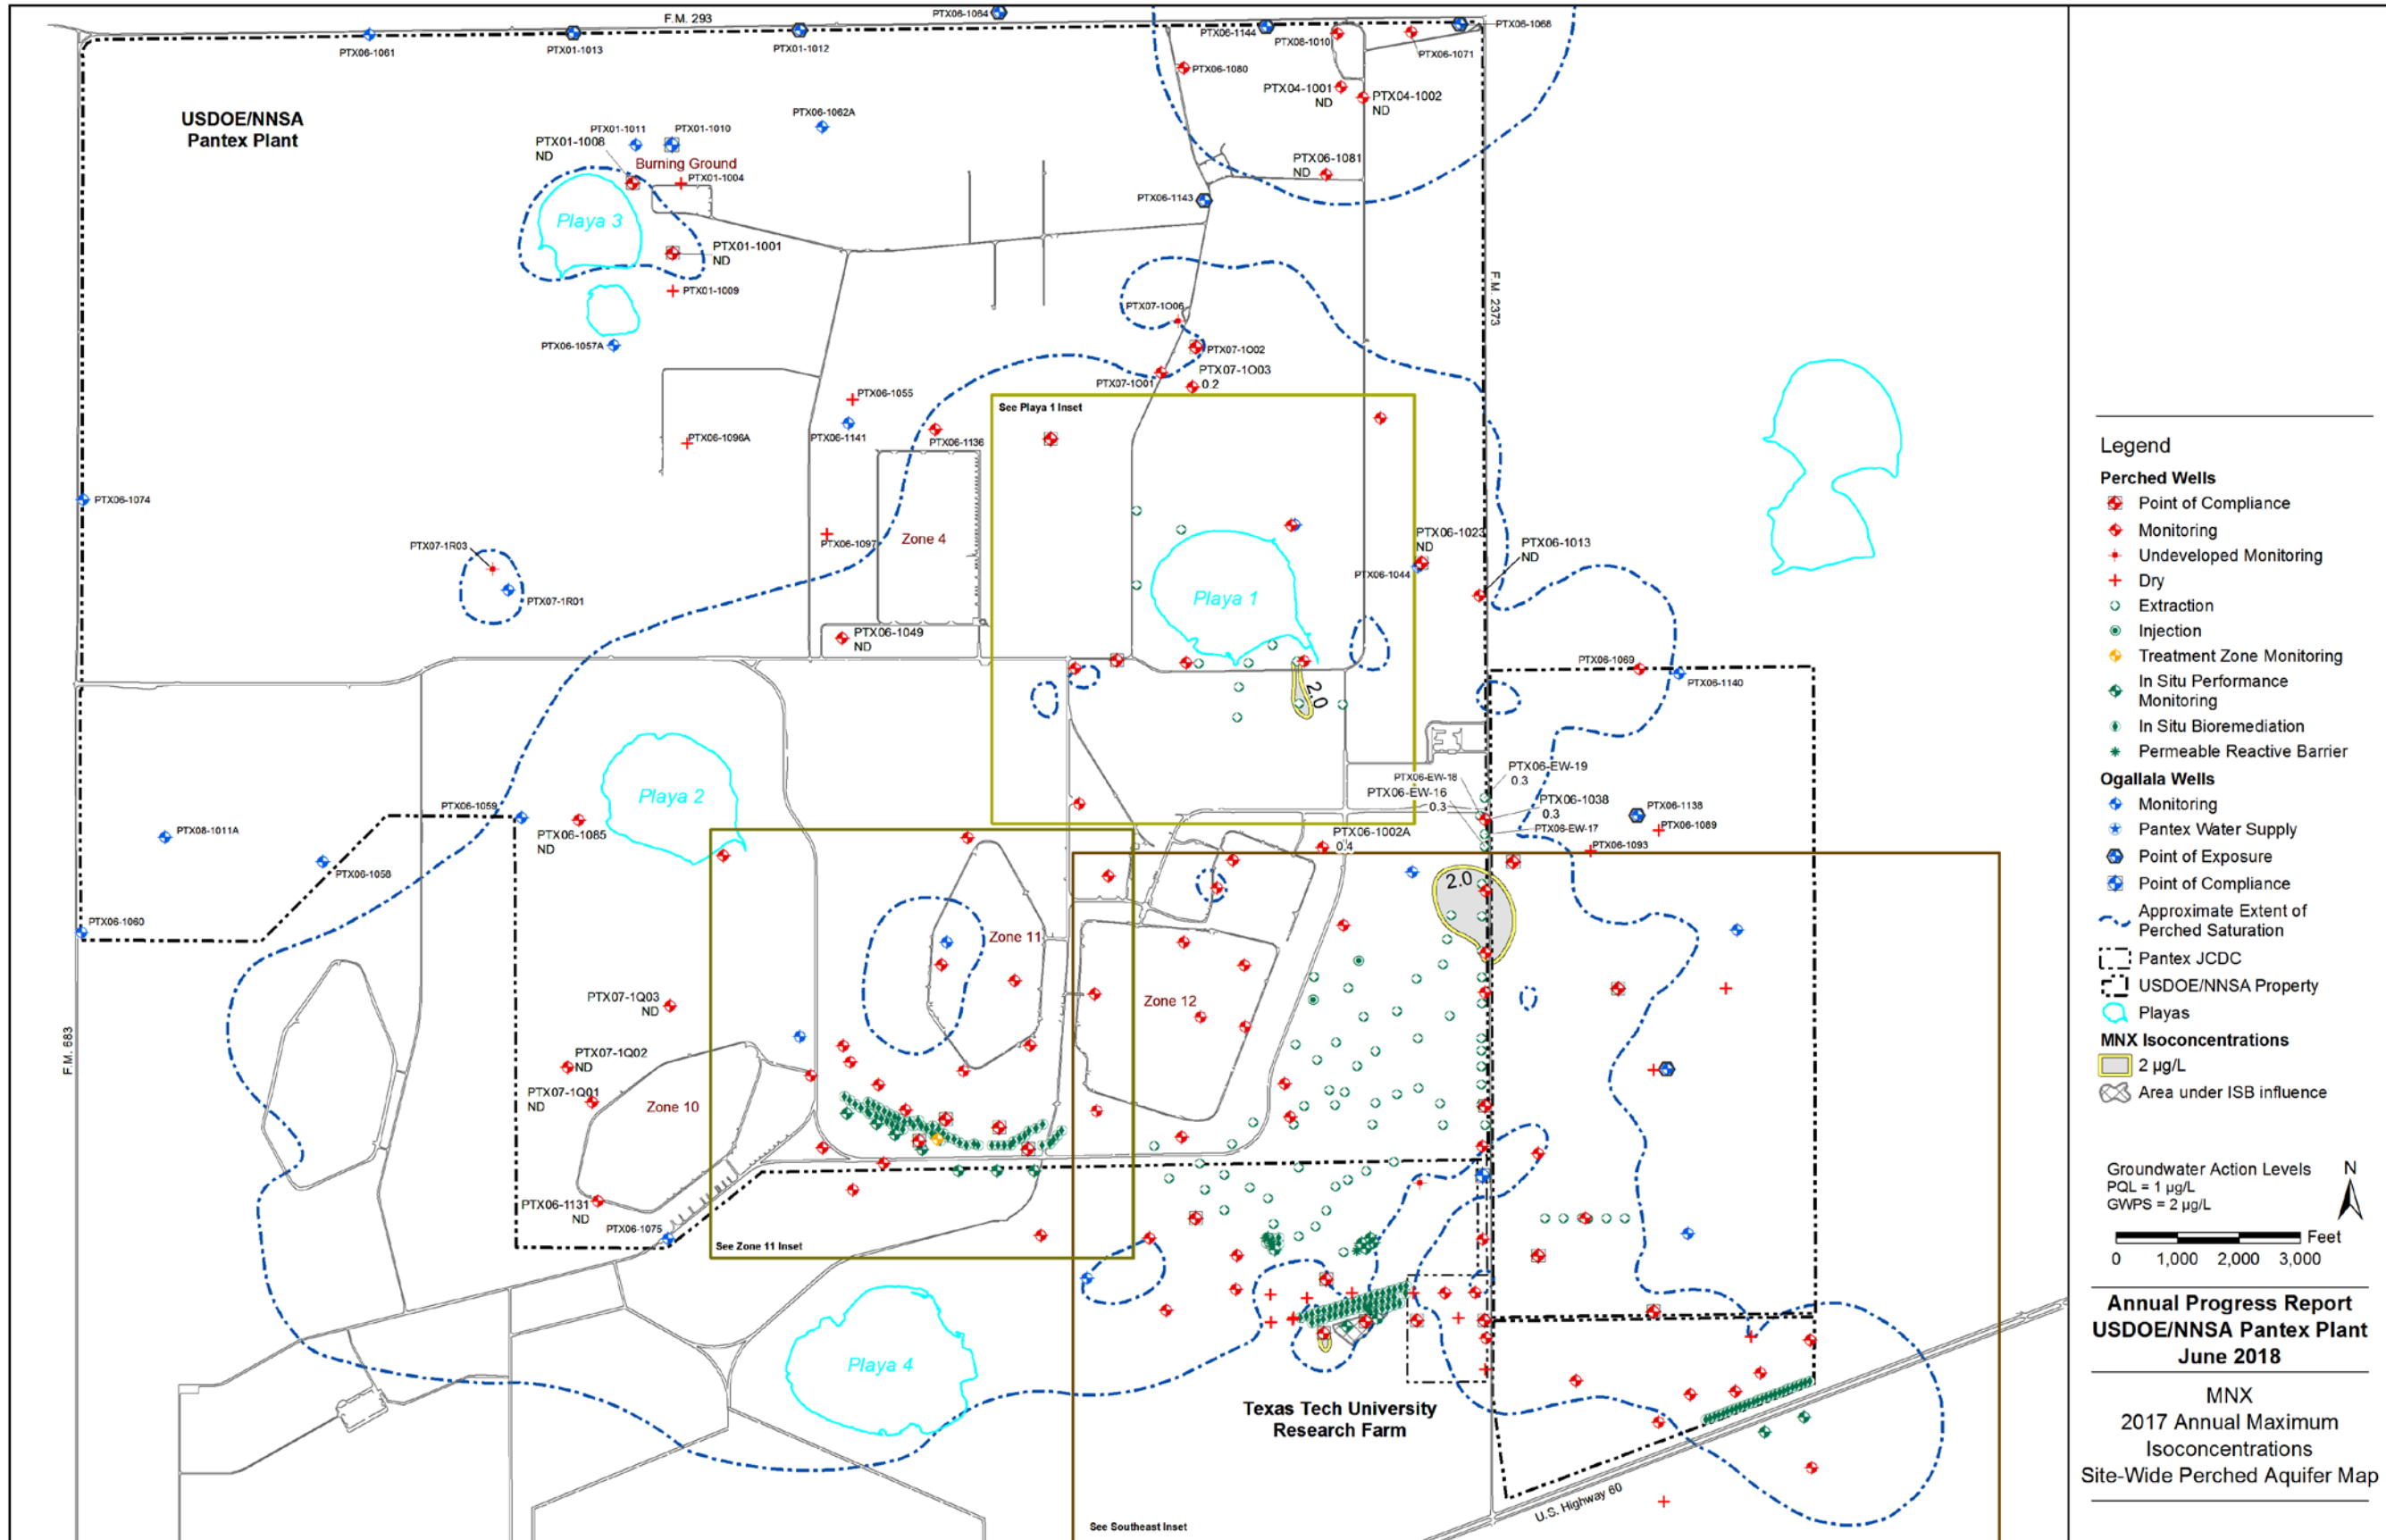 F.M. 293
PTX06-1064
PTX06-1061
PTX01-1013
PTX01-1012
PTX06-1144
PTX08-1010
PTX06-1068
PTX06-1071
PTX06-1080
PTX04-1001
ND
PTX04-1002
ND
USDOE/NNSA
Pantex Plant
PTX06-1062A
PTX01-1011
PTX01-1010
PTX01-1008
ND
Burning Ground
PTX01-1004
PTX06-1081
ND
PTX06-1143
Playa 3
PTX01-1001
ND
PTX01-1009
PTX06-1057A
F.M. 2373
PTX07-1O06
PTX07-1O02
PTX07-1O03
0.2
PTX07-1O01
PTX06-1055
PTX06-1141
PTX06-1136
PTX06-1096A
See Playa 1 Inset
PTX06-1074
PTX06-1097
Zone 4
PTX07-1R03
PTX07-1R01
PTX06-1023
ND
PTX06-1044
PTX06-1013
ND
Playa 1
PTX06-1049
ND
PTX06-1069
PTX06-1140
2.0
Playa 2
PTX06-EW-18
PTX06-EW-19
0.3
PTX06-EW-16
0.3
PTX06-1038
0.3
PTX06-EW-17
PTX06-1138
PTX06-1089
PTX06-1093
PTX06-1059
PTX06-1085
ND
PTX08-1011A
PTX06-1058
PTX06-1002A
0.4
2.0
PTX06-1060
Zone 11
Zone 12
PTX07-1Q03
ND
PTX07-1Q02
ND
PTX07-1Q01
ND
Zone 10
F.M. 683
PTX06-1131
ND
PTX06-1075
See Zone 11 Inset
Playa 4
Texas Tech University
Research Farm
See Southeast Inset
U.S. Highway 60
Legend
Perched Wells
Point of Compliance
Monitoring
Undeveloped Monitoring
Dry
Extraction
Injection
Treatment Zone Monitoring
In Situ Performance
Monitoring
In Situ Bioremediation
Permeable Reactive Barrier
Ogallala Wells
Monitoring
Pantex Water Supply
Point of Exposure
Point of Compliance
Approximate Extent of
Perched Saturation
Pantex JCDC
USDOE/NNSA Property
Playas
MNX Isoconcentrations
2 µg/L
Area under ISB influence
Groundwater Action Levels
PQL = 1 µg/L
GWPS = 2 µg/L
N
Feet
0 1,000 2,000 3,000
Annual Progress Report
USDOE/NNSA Pantex Plant
June 2018
MNX
2017 Annual Maximum
Isoconcentrations
Site-Wide Perched Aquifer Map